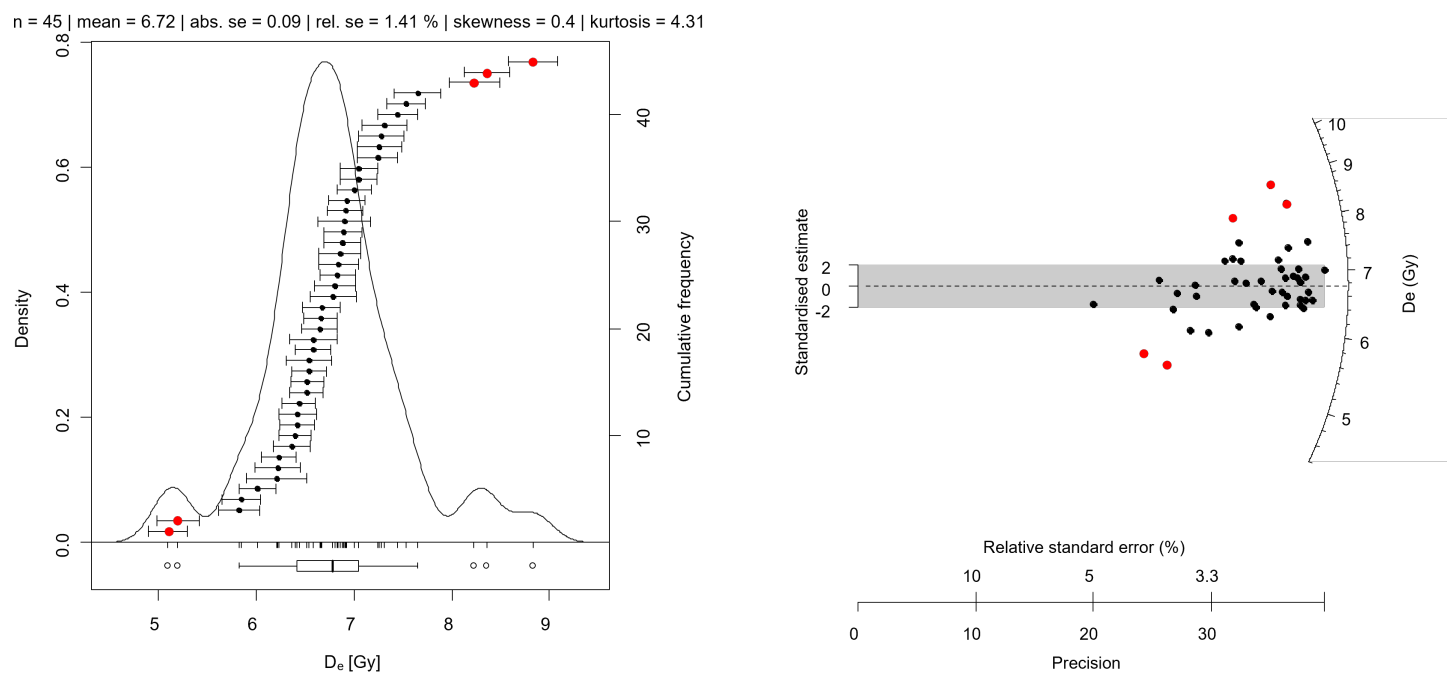 n = 45 | mean = 6.72 | abs. se = 0.09 | rel. se = 1.41 % | skewness = 0.4 | kurtosis = 4.31
0.8
0.6
0.4
0.2
0.0
Density
40
30
20
10
Cumulative frequency
5 6 7 8 9
De [Gy]
Standardised estimate
2
0
-2
10
9
8
7
6
5
De (Gy)
Relative standard error (%)
10 5 3.3
0 10 20 30
Precision